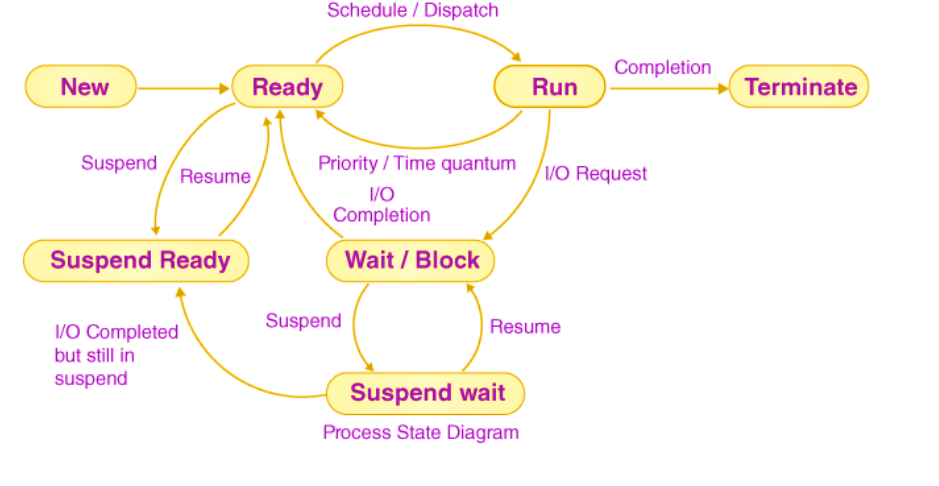 Schedule / Dispatch
New
Ready
Run
Completion
Terminate
Suspend
Resume
Priority / Time quantum
I/O
Completion
I/O Request
Suspend Ready
Wait / Block
I/O Completed
but still in
suspend
Suspend
Resume
Suspend wait
Process State Diagram